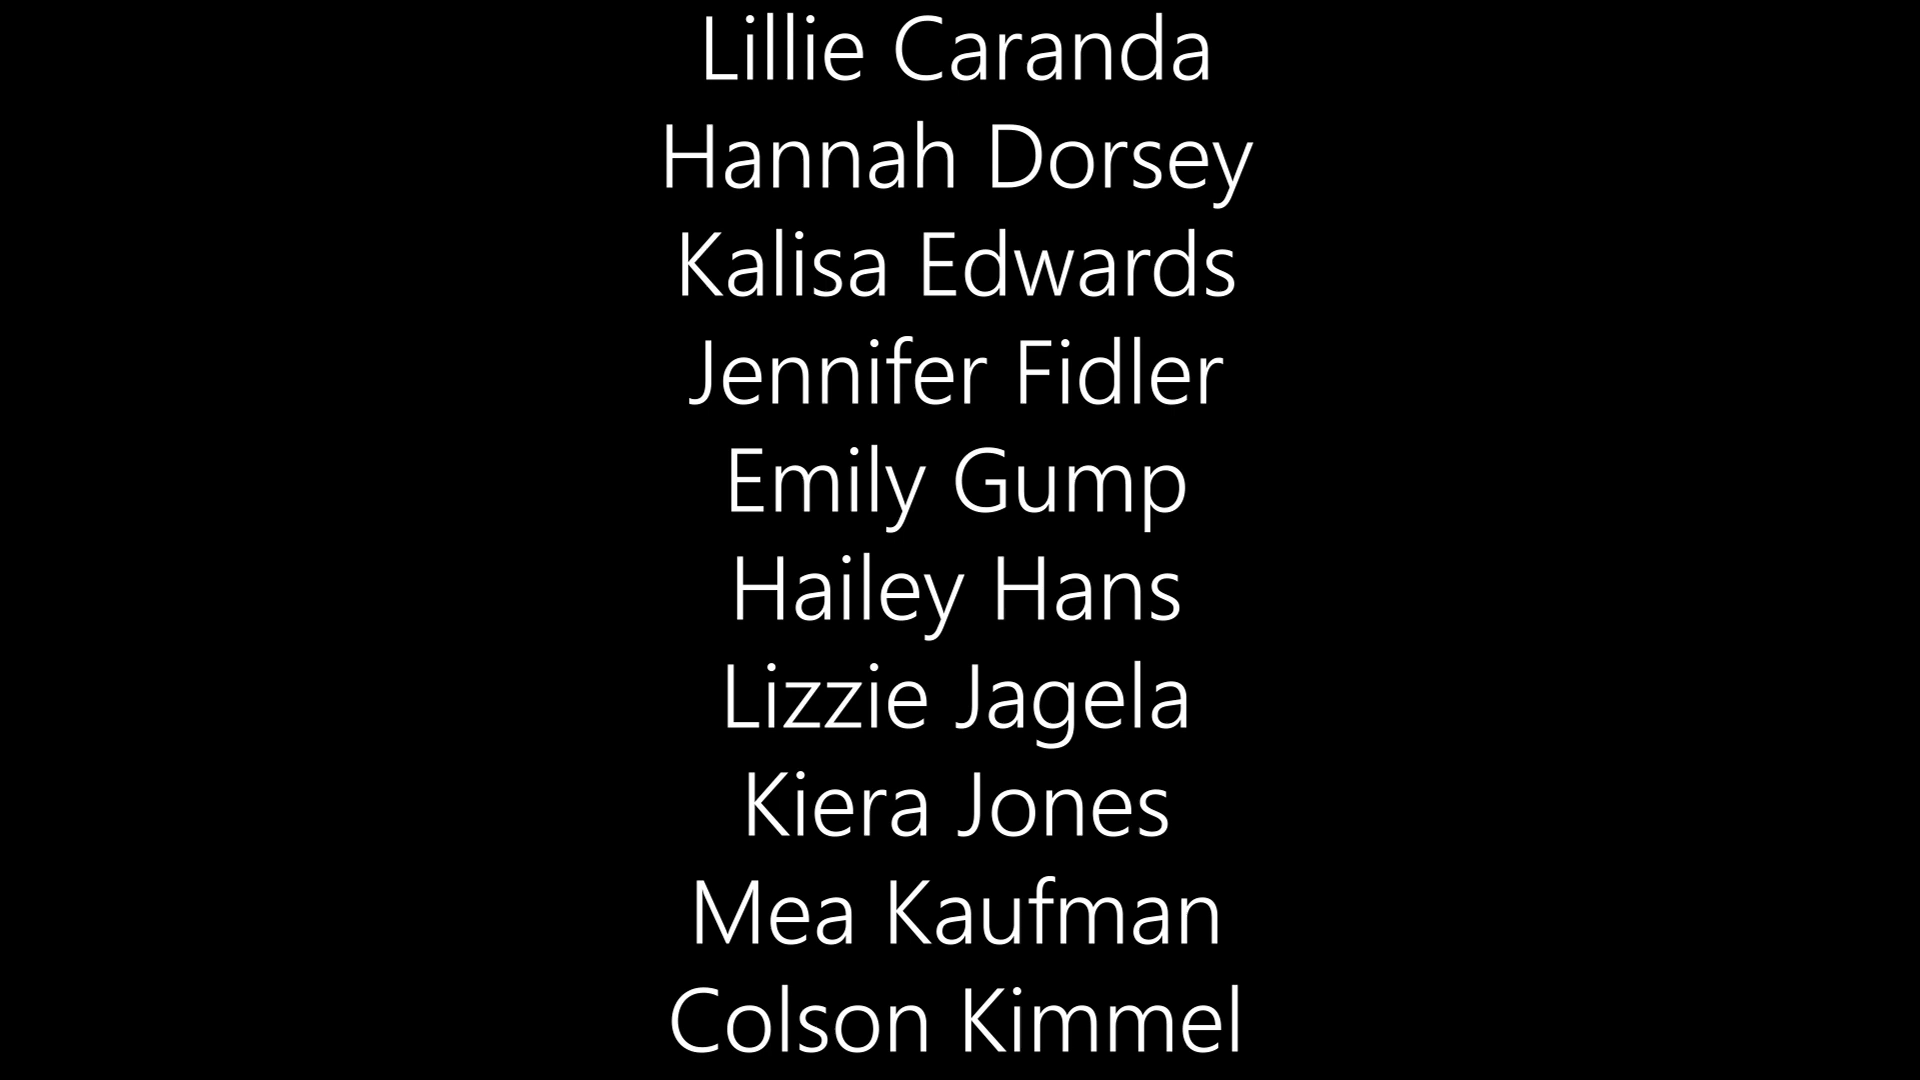 Lillie Caranda
Hannah Dorsey
Kalisa Edwards
Jennifer Fidler
Emily Gump
Hailey Hans
Lizzie Jagela
Kiera Jones
Mea Kaufman
Colson Kimmel